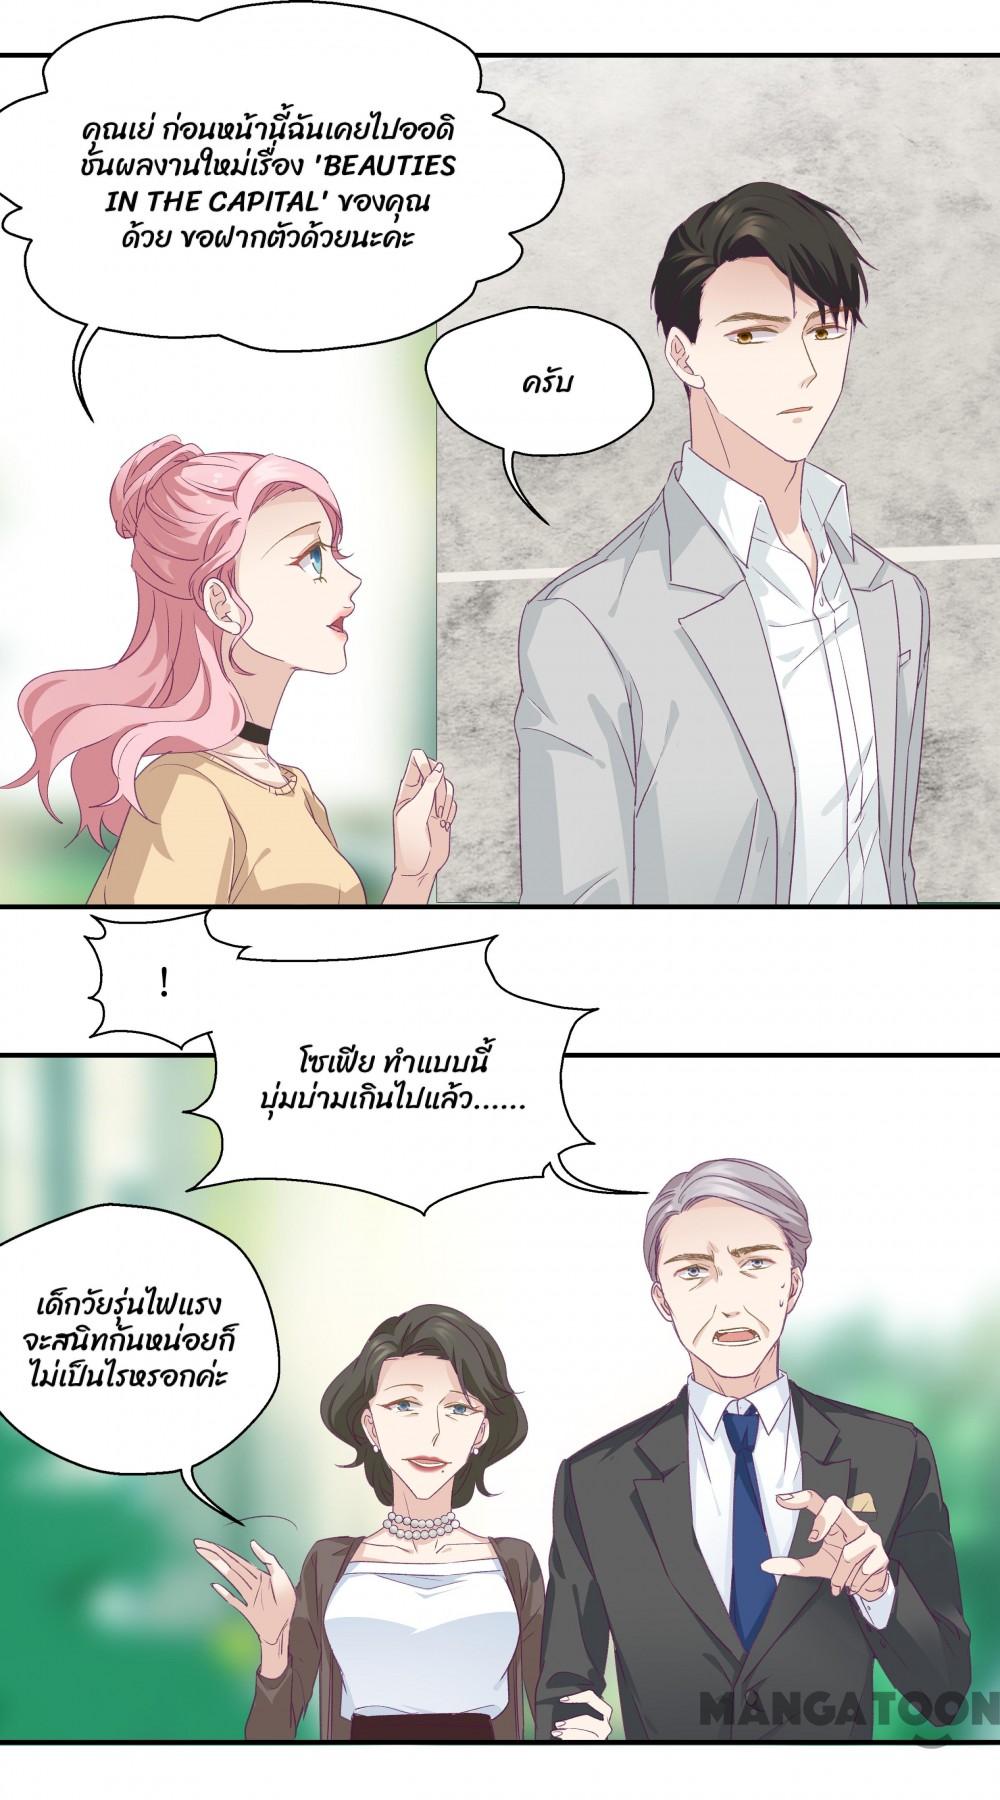 คุณเย่ ก่อนหน้านี้ฉันเคยไปออดิ
ชันผลงานใหม่เรื่อง 'BEAUTIES
IN THE CAPITAL' ของคุณ
ด้วย ขอฝากตัวด้วยนะคะ
ครับ
!
โซเฟีย ทำแบบนี้
บุ่มบ่ามเกินไปแล้ว......
เด็กวัยรุ่นไฟแรง
จะสนิทกันหน่อยก็
ไม่เป็นไรหรอกค่ะ
MANGATOON